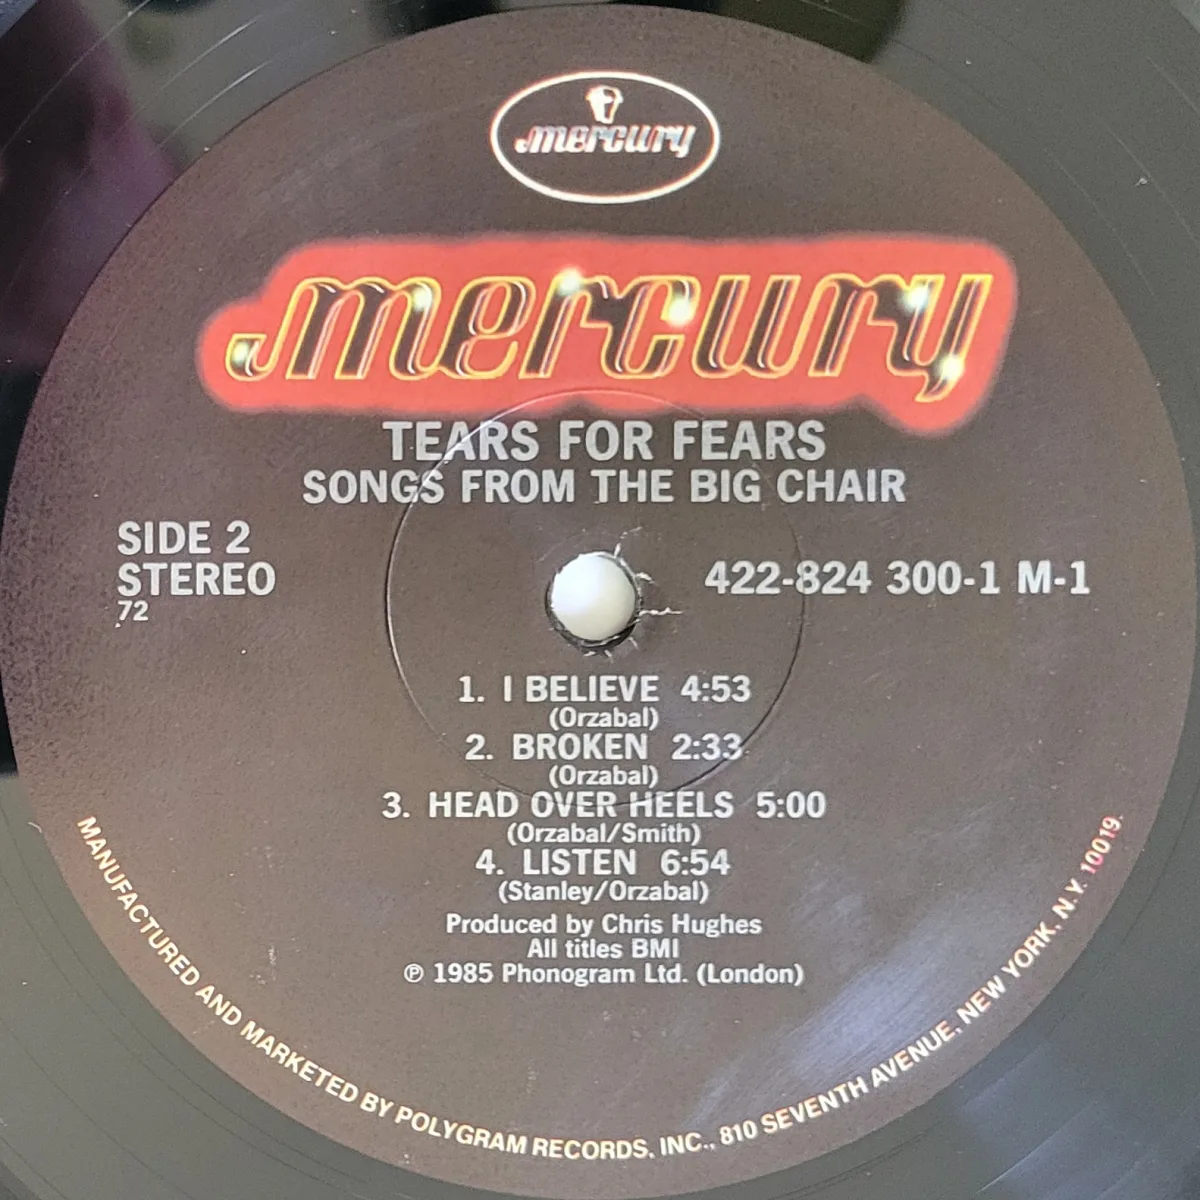 mercury
mercury
TEARS FOR FEARS
SONGS FROM THE BIG CHAIR
SIDE 2
STEREO
72
422-824 300-1 M-1
1. I BELIEVE 4:53
(Orzabal)
2. BROKEN 2:33
(Orzabal)
3. HEAD OVER HEELS 5:00
(Orzabal/Smith)
4. LISTEN 6:54
(Stanley/Orzabal)
Produced by Chris Hughes
All titles BMI
℗ 1985 Phonogram Ltd. (London)
MANUFACTURED AND MARKETED BY POLYGRAM RECORDS, INC., 810 SEVENTH AVENUE, NEW YORK, N.Y. 10019.